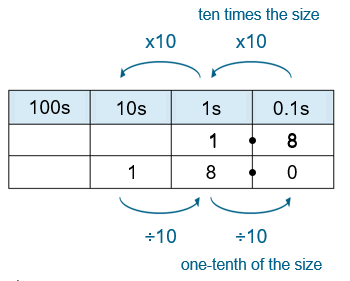 ten times the size
x10 x10
100s 10s 1s 0.1s
1 • 8
1 8 • 0
÷10 ÷10
one-tenth of the size